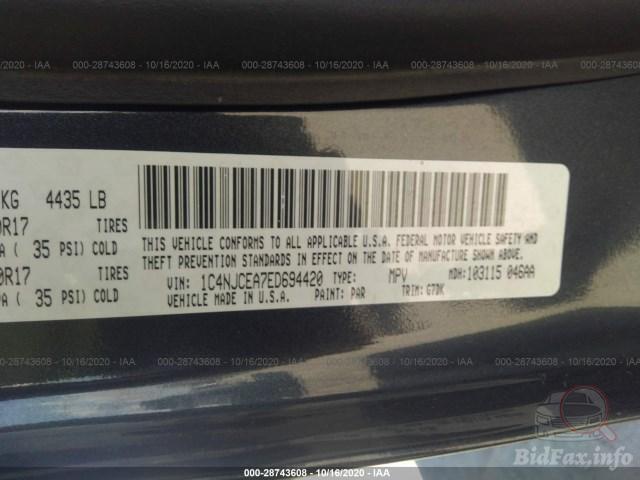 000-28743608 - 10/16/2020 - IAA
000-28743608 - 10/16/2020 - IAA
000-28743608 - 10/16/2020 - IAA
KG 4435 LB
R17 TIRES
( 35 PSI) COLD
R17 TIRES
( 35 PSI) COLD
THIS VEHICLE CONFORMS TO ALL APPLICABLE U.S.A. FEDERAL MOTOR VEHICLE SAFETY AND
THEFT PREVENTION STANDARDS IN EFFECT ON THE DATE OF MANUFACTURE SHOWN ABOVE.
VIN: 1C4NJCEA7ED694420 TYPE: MPV MDH: 103115 046AA
VEHICLE MADE IN U.S.A. PAINT: PAR TRIM: G7DK
000-28743608 - 10/16/2020 - IAA
000-28743608 - 10/16/2020 - IAA
000-28743608 - 10/16/2020 - IAA
BidFax.info
000-28743608 - 10/16/2020 - IAA